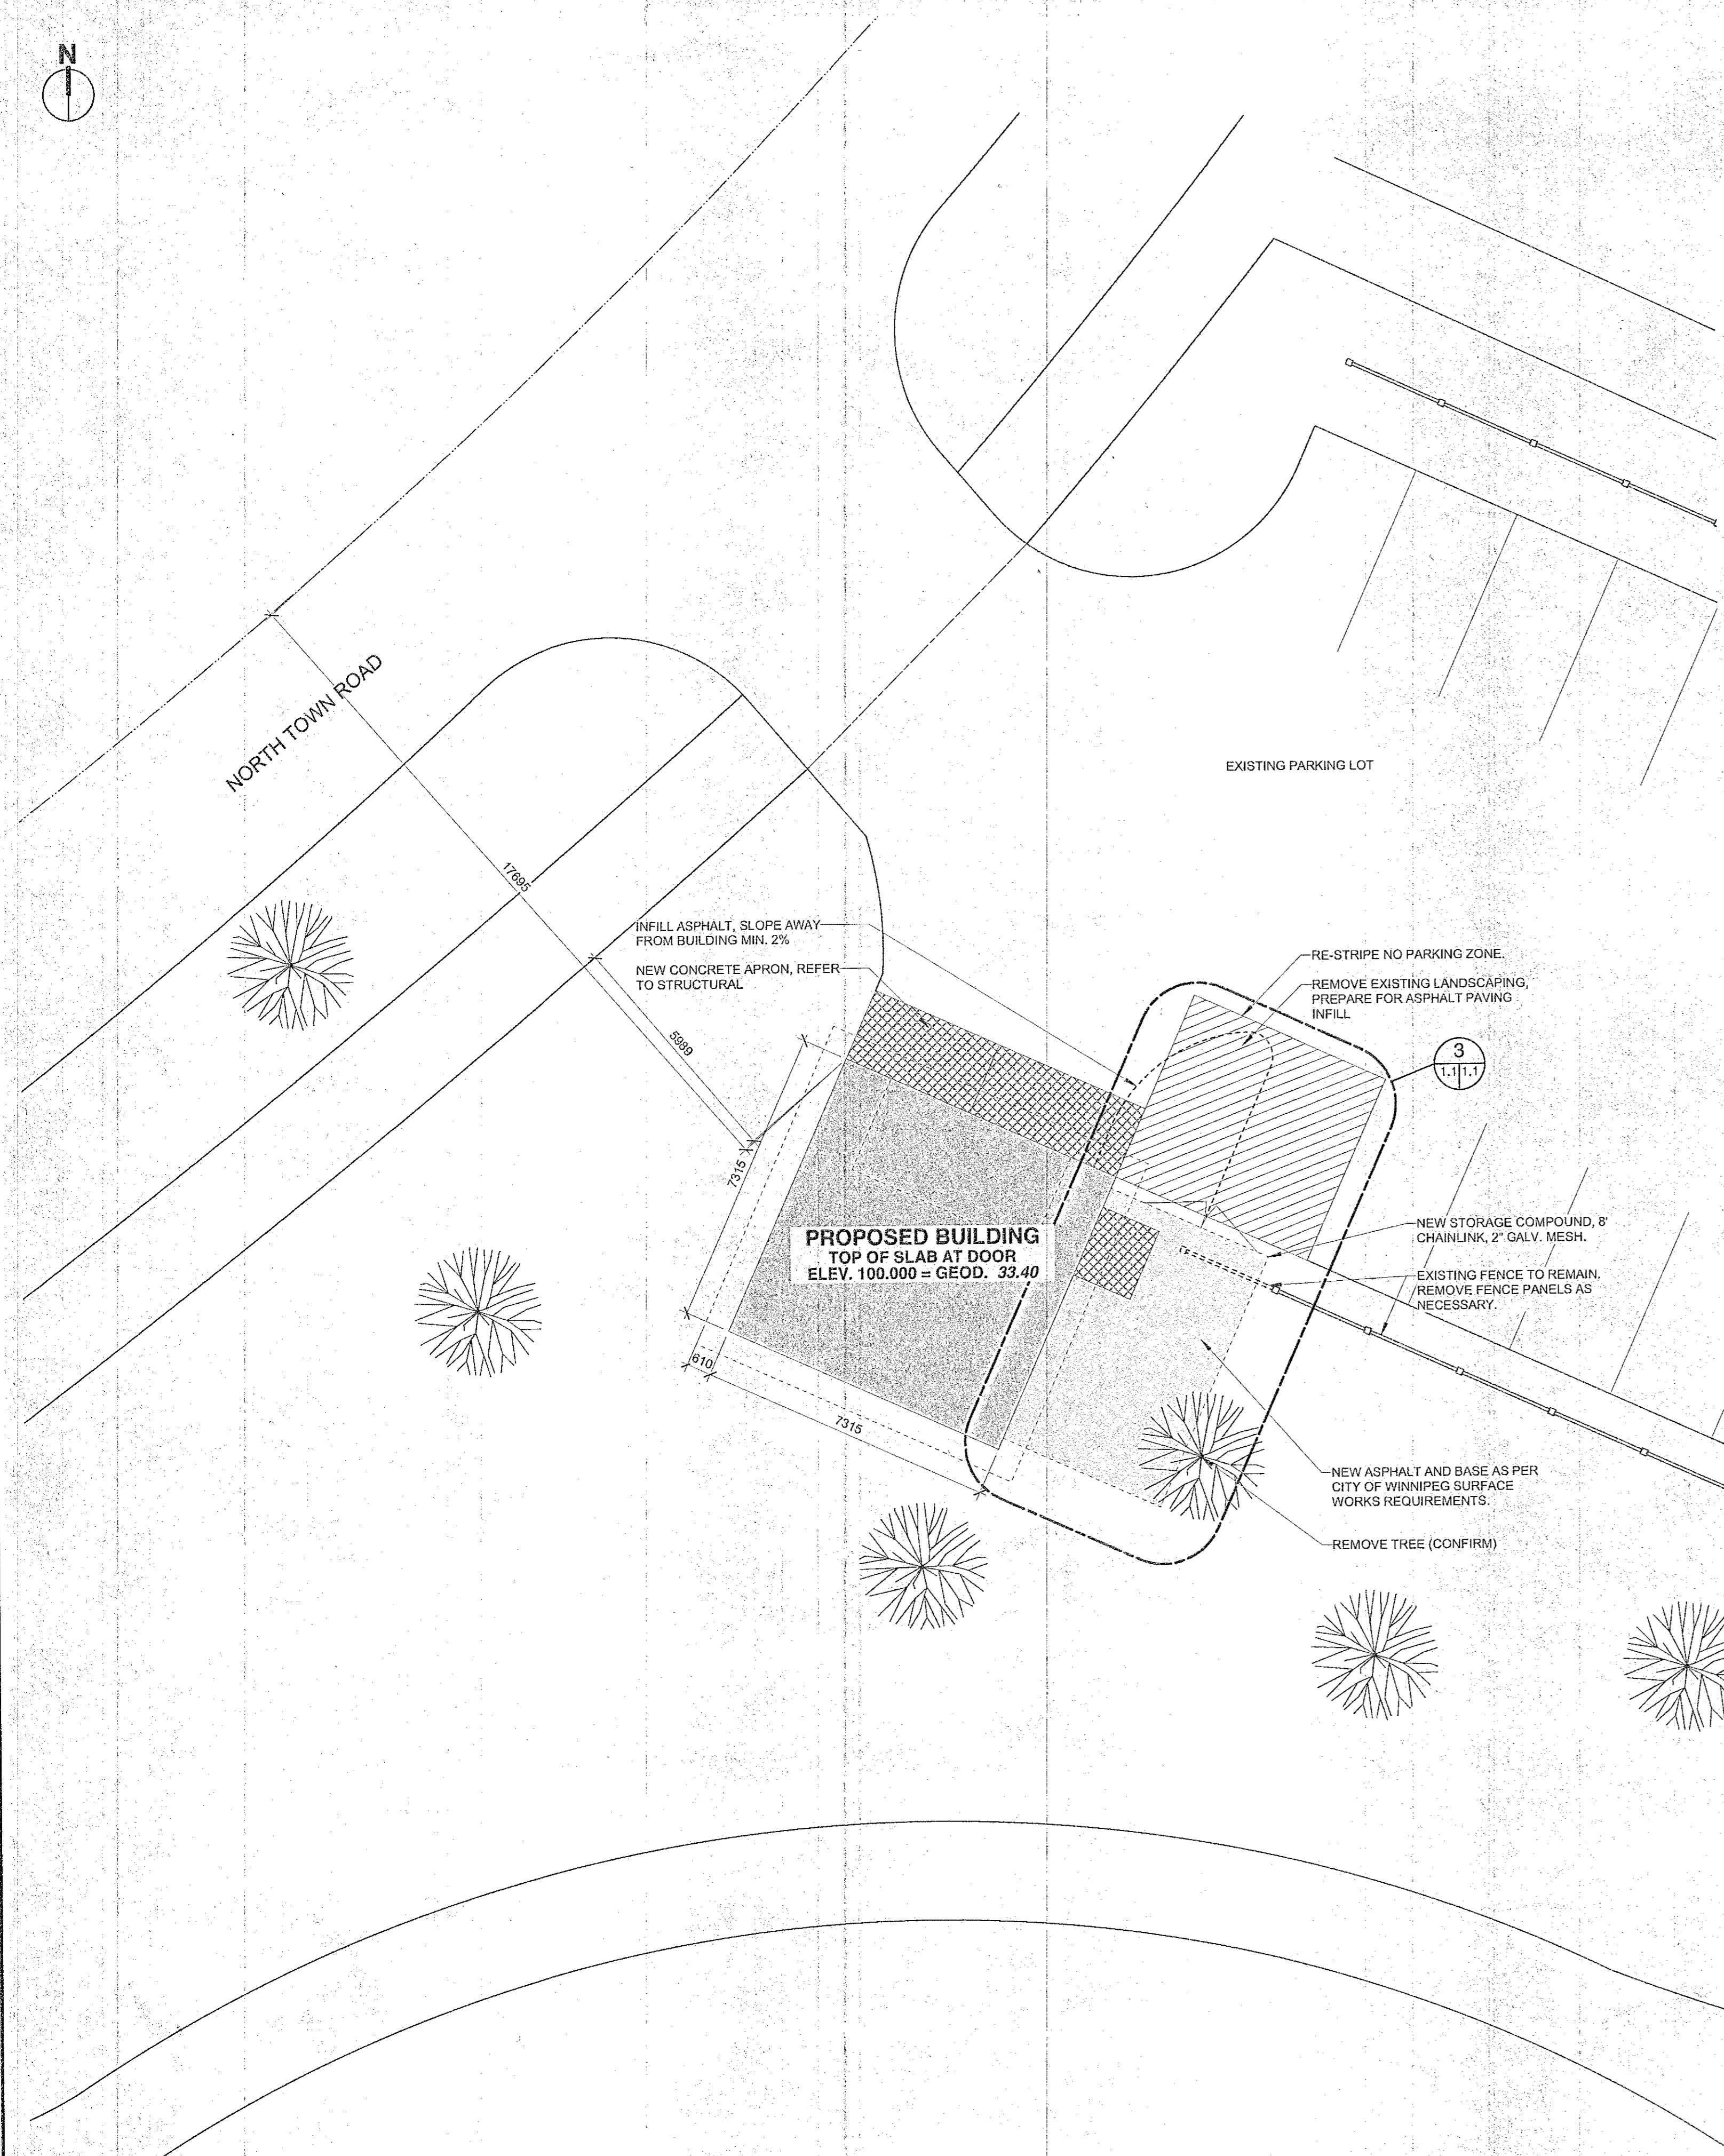 N
NORTH TOWN ROAD
EXISTING PARKING LOT
17695
INFILL ASPHALT, SLOPE AWAY
FROM BUILDING MIN. 2%
NEW CONCRETE APRON, REFER
TO STRUCTURAL
RE-STRIPE NO PARKING ZONE.
REMOVE EXISTING LANDSCAPING,
PREPARE FOR ASPHALT PAVING
INFILL
3
1.1 1.1
5989
7315
PROPOSED BUILDING
TOP OF SLAB AT DOOR
ELEV. 100.000 = GEOD. 33.40
NEW STORAGE COMPOUND, 8'
CHAINLINK, 2" GALV. MESH.
EXISTING FENCE TO REMAIN.
REMOVE FENCE PANELS AS
NECESSARY.
610
7315
NEW ASPHALT AND BASE AS PER
CITY OF WINNIPEG SURFACE
WORKS REQUIREMENTS.
REMOVE TREE (CONFIRM)